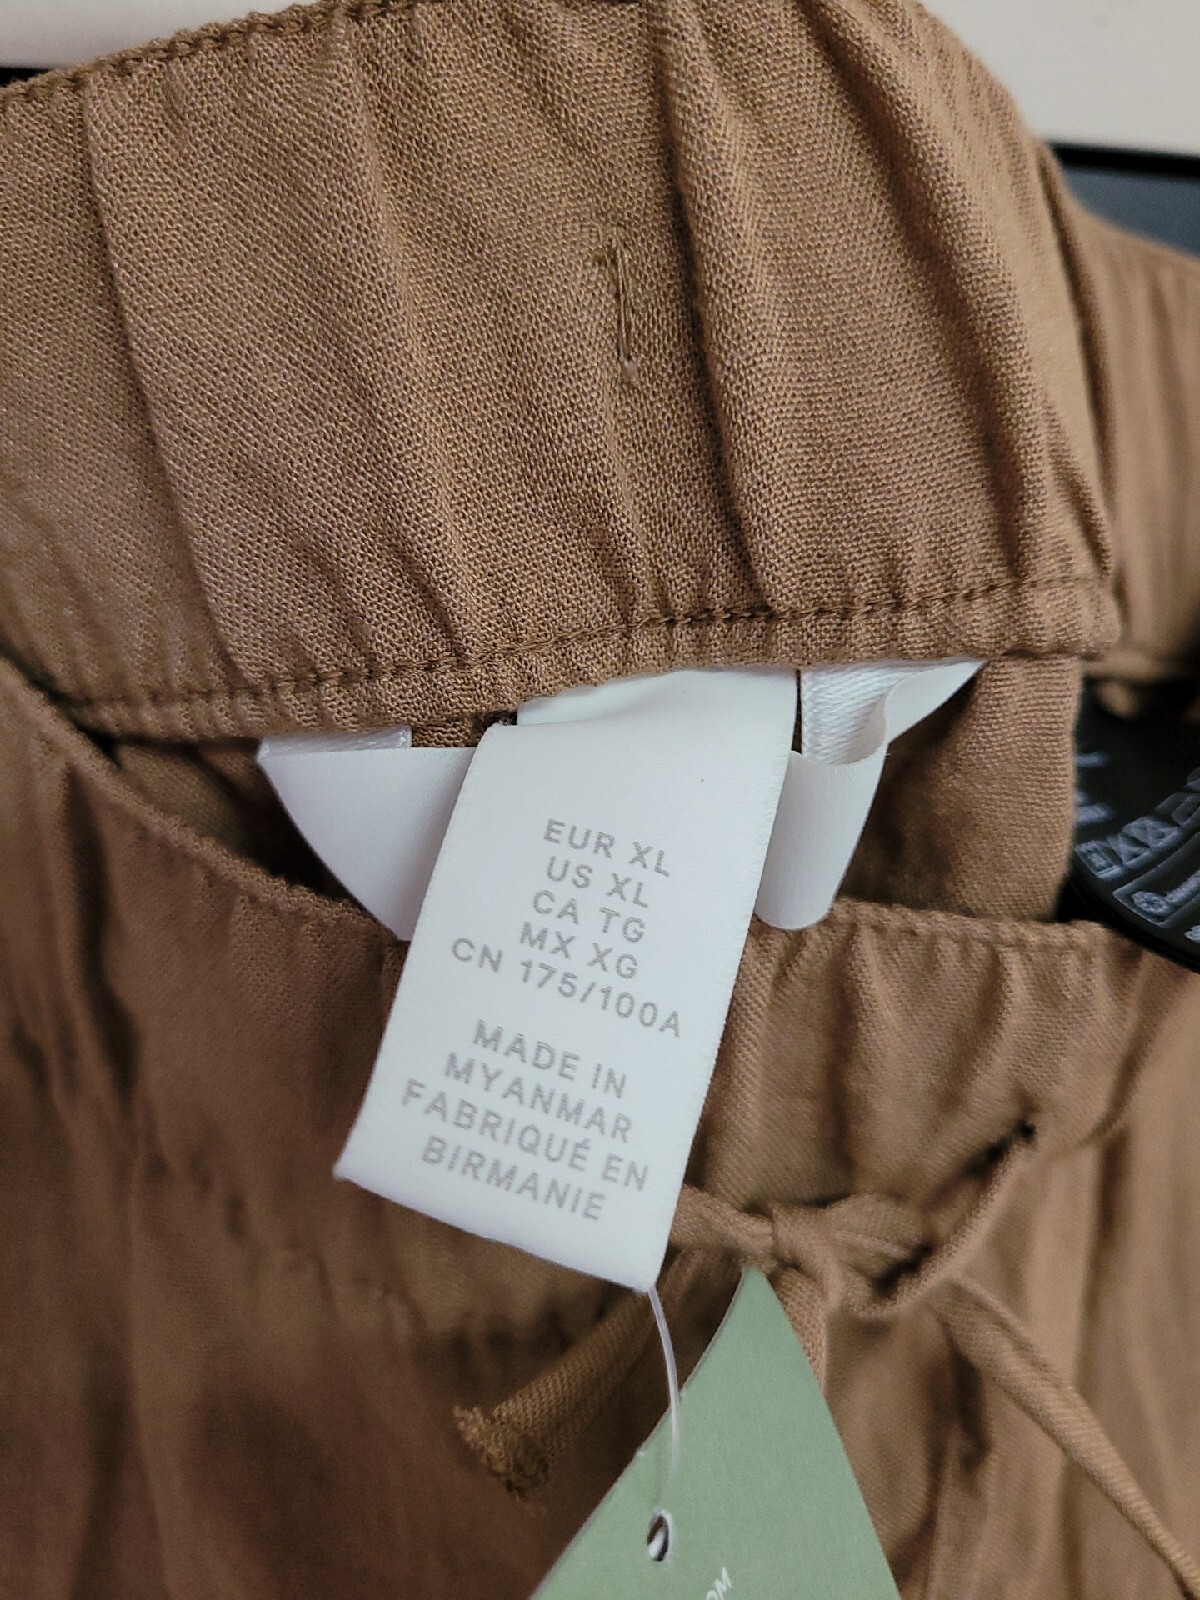 EUR XL
US XL
CA TG
MX XG
CN 175/100A
MADE IN
MYANMAR
FABRIQUÉ EN
BIRMANIE